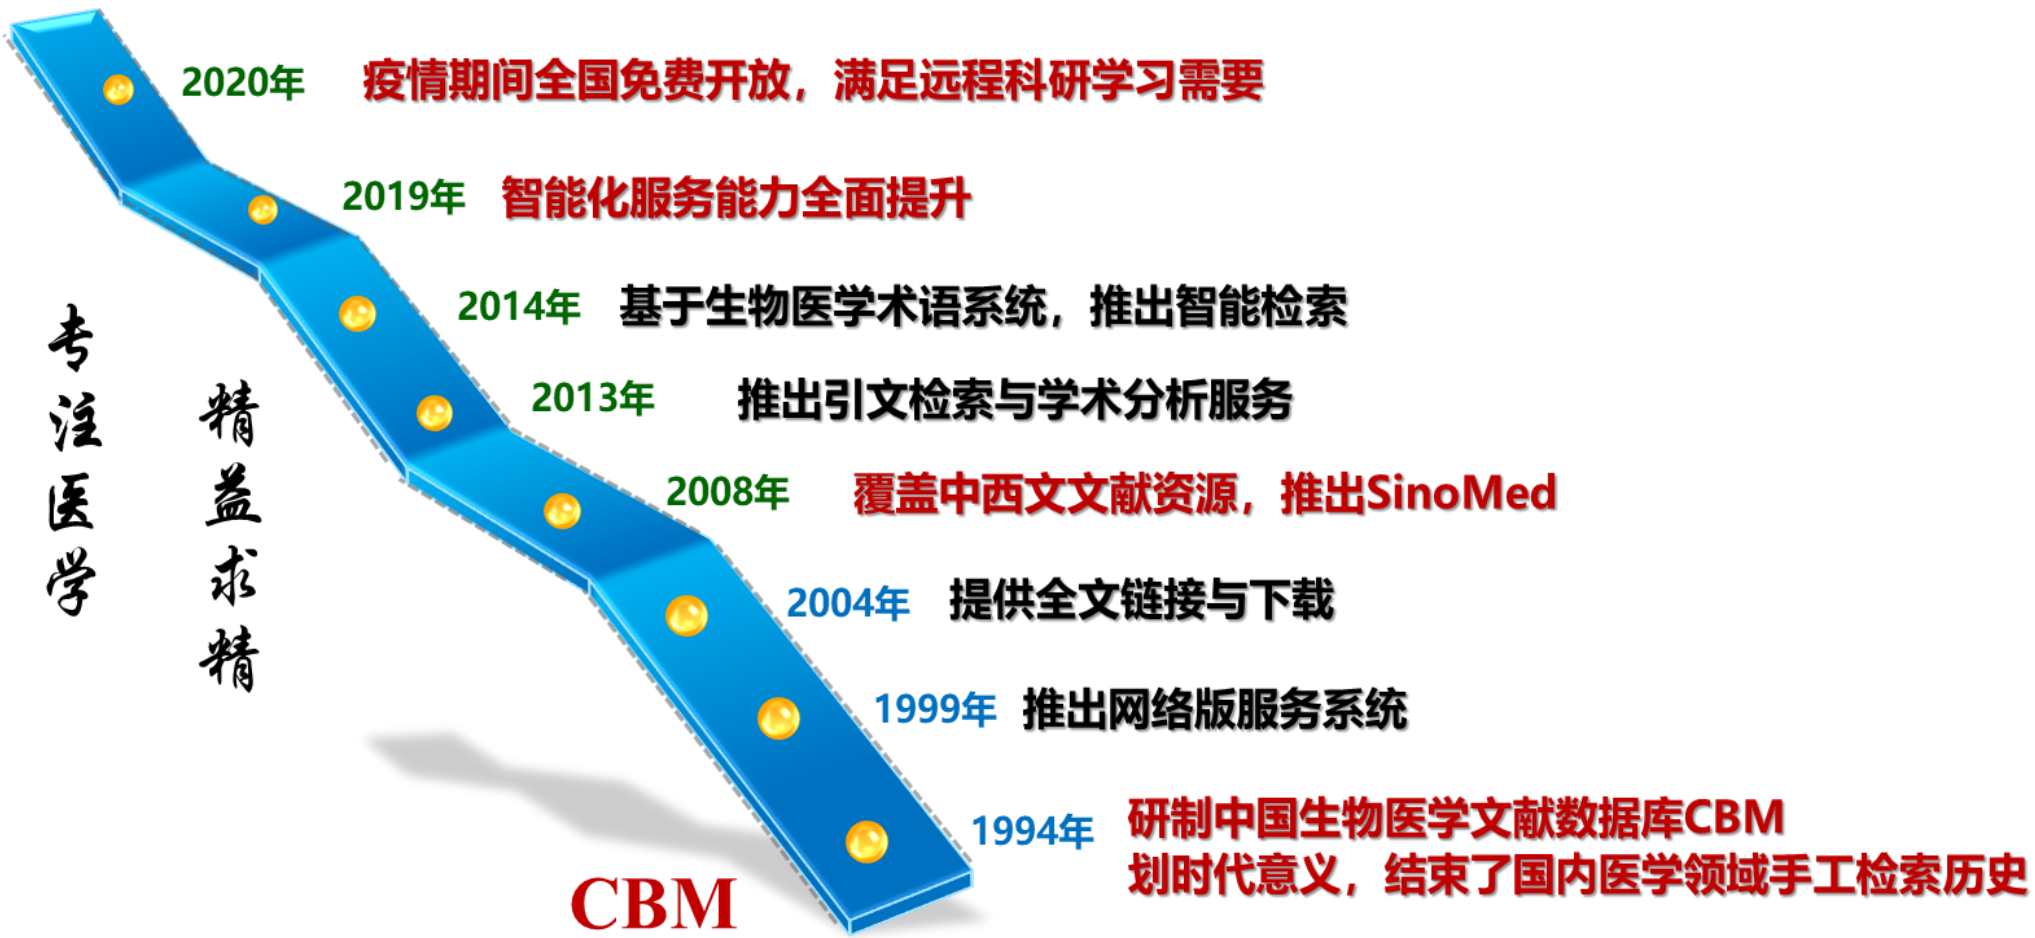 2020年 疫情期间全国免费开放，满足远程科研学习需要
2019年 智能化服务能力全面提升
2014年 基于生物医学术语系统，推出智能检索
2013年 推出引文检索与学术分析服务
2008年 覆盖中西文文献资源，推出SinoMed
2004年 提供全文链接与下载
1999年 推出网络版服务系统
1994年 研制中国生物医学文献数据库CBM
划时代意义，结束了国内医学领域手工检索历史
专注医学
精益求精
CBM